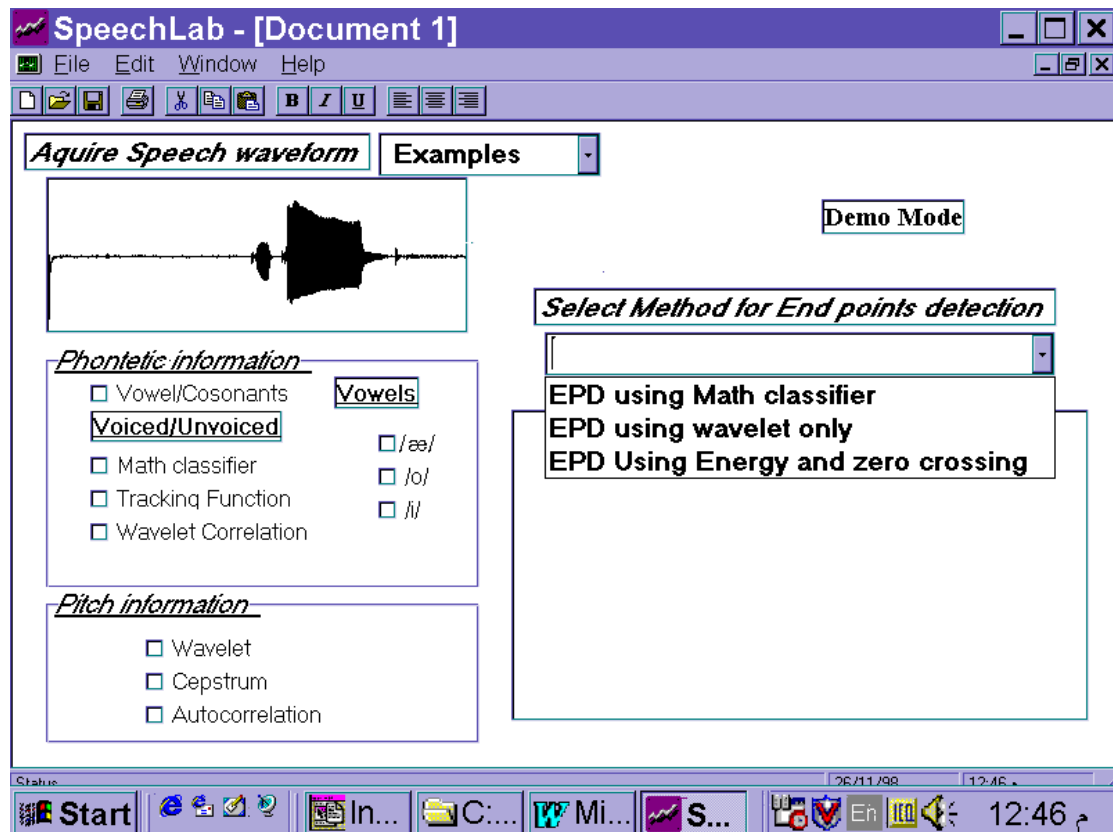 SpeechLab - [Document 1]
File Edit Window Help
B I U
Aquire Speech waveform Examples
Demo Mode
Select Method for End points detection
EPD using Math classifier
EPD using wavelet only
EPD Using Energy and zero crossing
Phontetic information
Vowel/Cosonants Vowels
Voiced/Unvoiced
/æ/
Math classifier
/o/
Tracking Function
/i/
Wavelet Correlation
Pitch information
Wavelet
Cepstrum
Autocorrelation
Status 26/11/98 12:46 م
Start In... C:... Mi... S... En 12:46 م